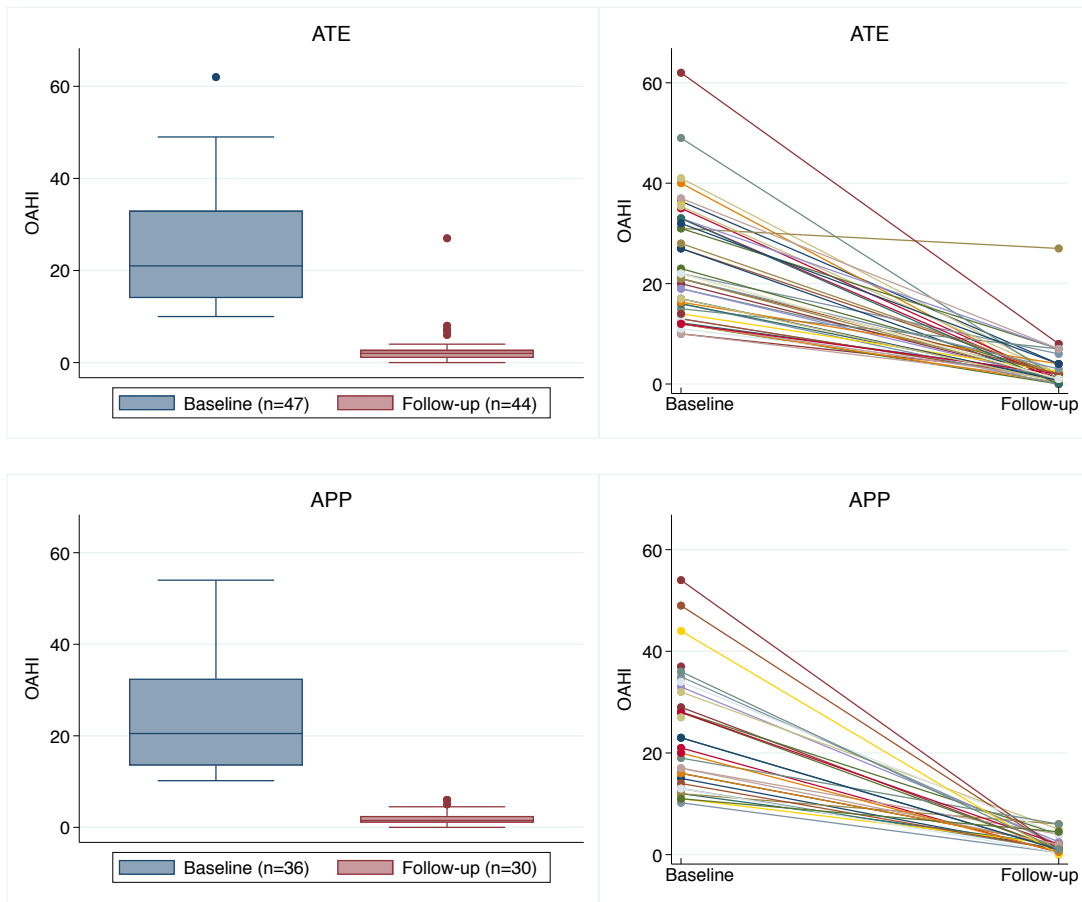 ATE
60
40
20
0
OAHI
Baseline (n=47) Follow-up (n=44)
ATE
60
40
20
0
OAHI
Baseline Follow-up
APP
60
40
20
0
OAHI
Baseline (n=36) Follow-up (n=30)
APP
60
40
20
0
OAHI
Baseline Follow-up